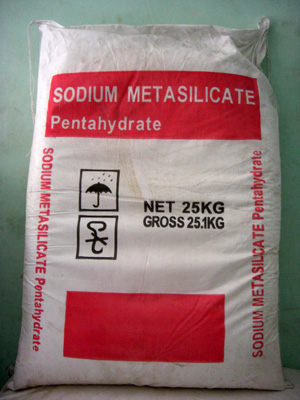 SODIUM METASILICATE
Pentahydrate
SODIUM METASILICATE Pentahydrate
NET 25KG
GROSS 25.1KG
SODIUM METASILICATE Pentahydrate